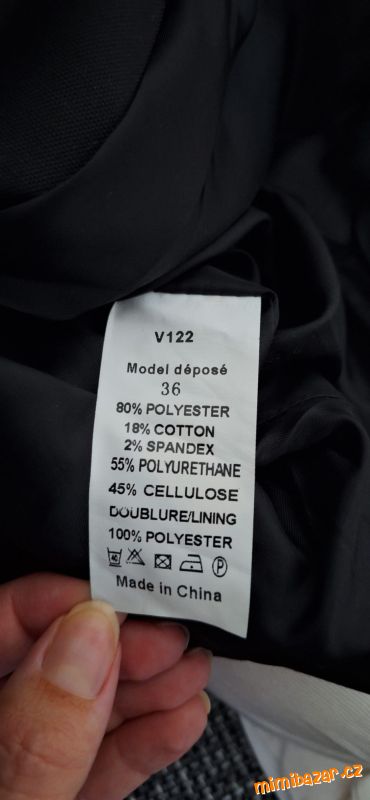 V122
Model déposé
36
80% POLYESTER
18% COTTON
2% SPANDEX
55% POLYURETHANE
45% CELLULOSE
DOUBLURE/LINING
100% POLYESTER
40 P
Made in China
mimibazar.cz